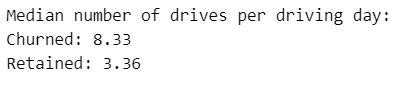 Median number of drives per driving day:
Churned: 8.33
Retained: 3.36